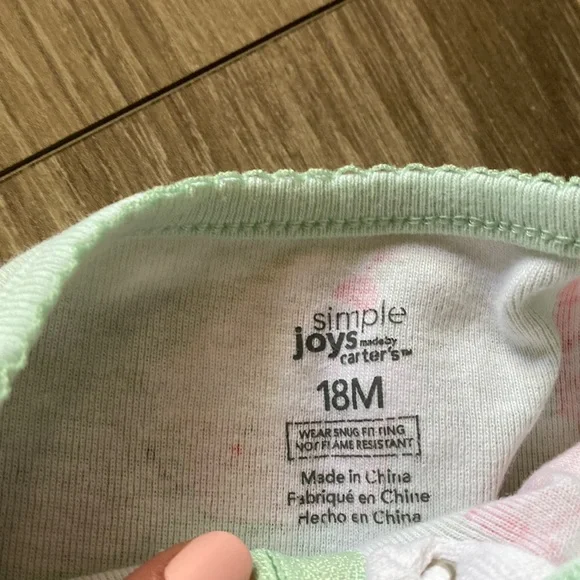 simple
joys made by
carter's™
18M
WEAR SNUG FITTING
NOT FLAME RESISTANT
Made in China
Fabriqué en Chine
Hecho en China